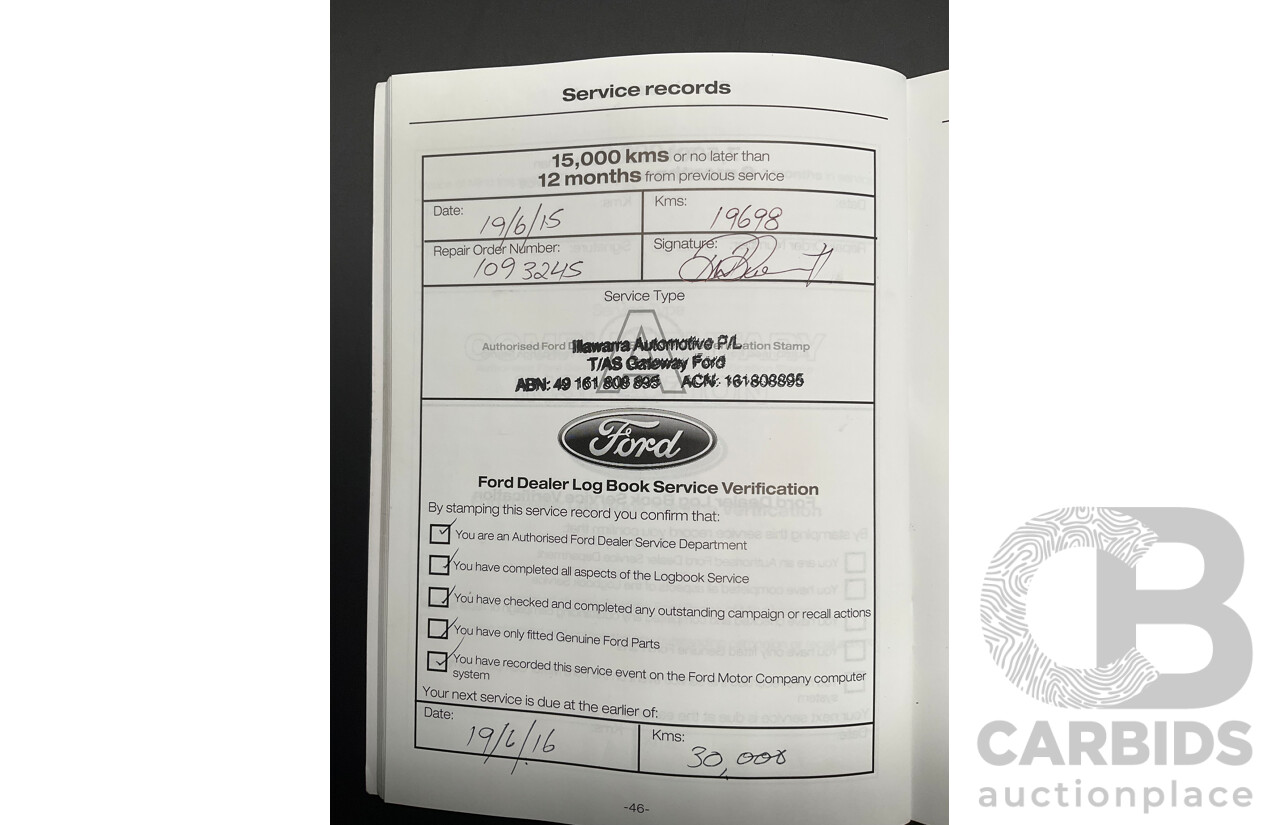 Service records
15,000 kms or no later than
12 months from previous service
Date: 19/6/15
Kms: 19698
Repair Order Number: 1093245
Signature:
Service Type
A
Authorised Ford D ification Stamp
Illawarra Automotive P/L
T/AS Gateway Ford
ABN: 49 161 808 895 ACN: 161808895
Ford
Ford Dealer Log Book Service Verification
By stamping this service record you confirm that:
You are an Authorised Ford Dealer Service Department
You have completed all aspects of the Logbook Service
You have checked and completed any outstanding campaign or recall actions
You have only fitted Genuine Ford Parts
You have recorded this service event on the Ford Motor Company computer
system
Your next service is due at the earlier of:
Date: 19/6/16
Kms: 30,000
-46-
CB
CARBIDS
auctionplace